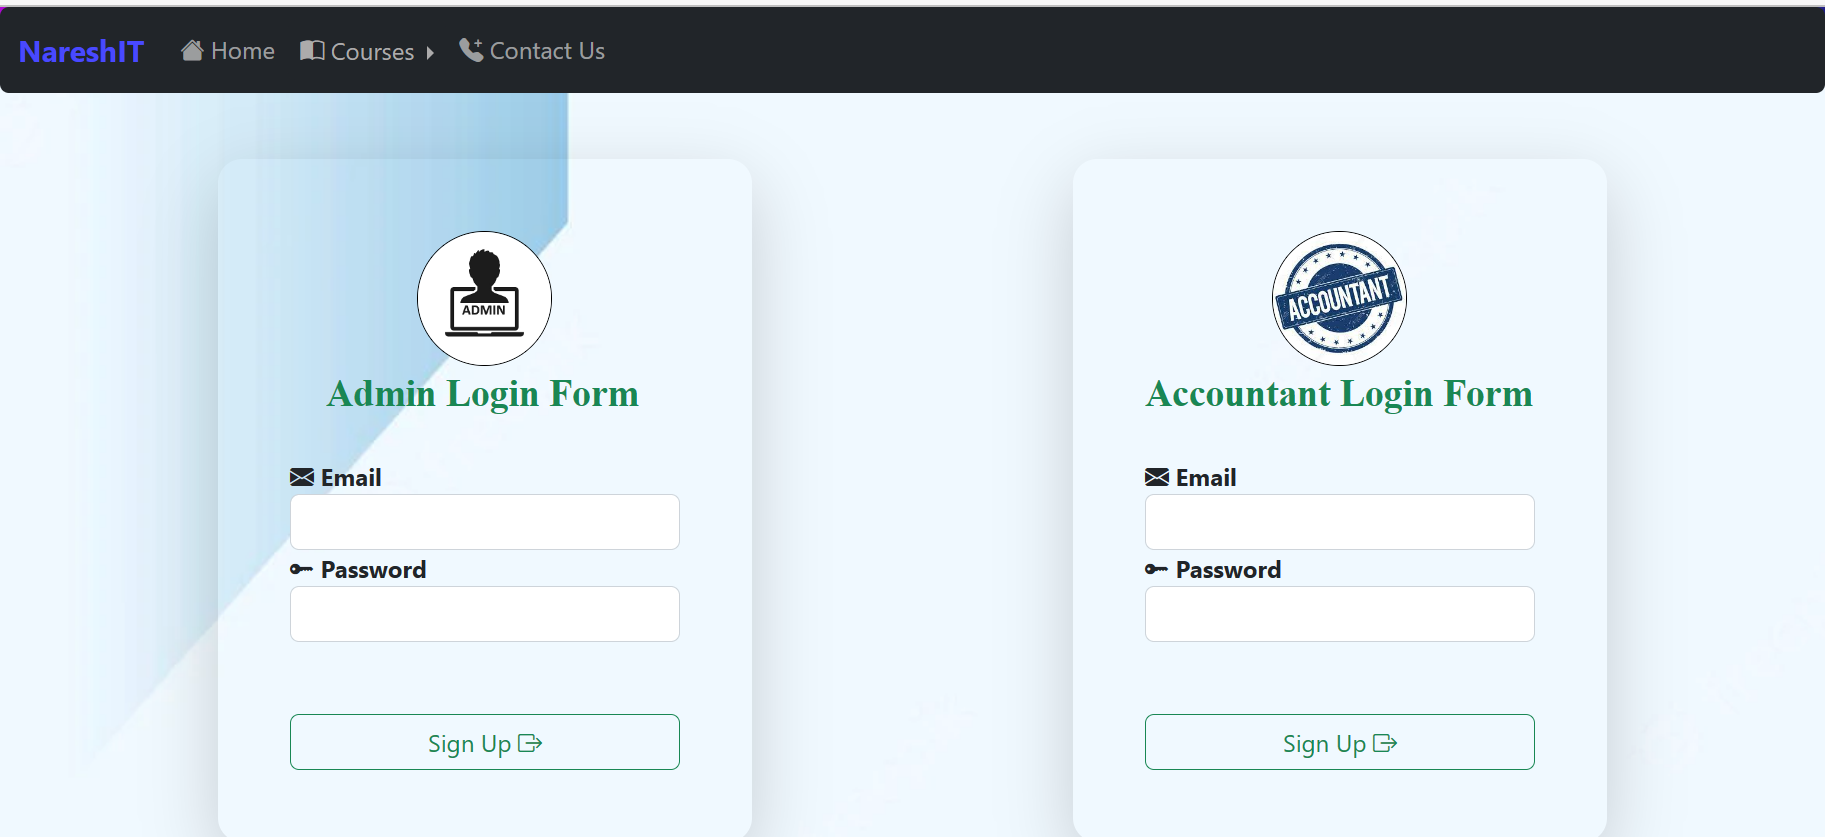 NareshIT Home Courses Contact Us
ADMIN
Admin Login Form
Email
Password
Sign Up
ACCOUNTANT
Accountant Login Form
Email
Password
Sign Up